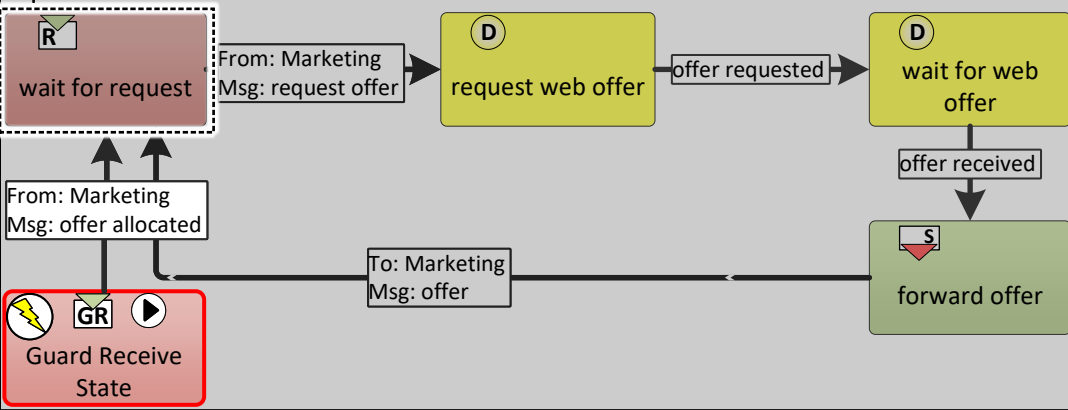 R
wait for request
From: Marketing
Msg: request offer
D
request web offer
offer requested
D
wait for web
offer
offer received
S
forward offer
To: Marketing
Msg: offer
From: Marketing
Msg: offer allocated
GR
Guard Receive
State